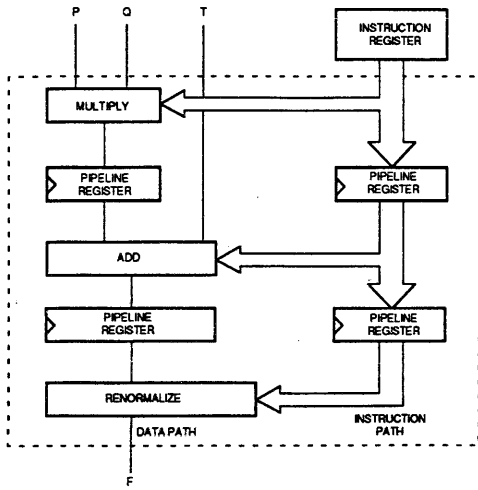 P Q T
INSTRUCTION
REGISTER
MULTIPLY
PIPELINE
REGISTER
PIPELINE
REGISTER
ADD
PIPELINE
REGISTER
PIPELINE
REGISTER
RENORMALIZE
DATA PATH
INSTRUCTION
PATH
F